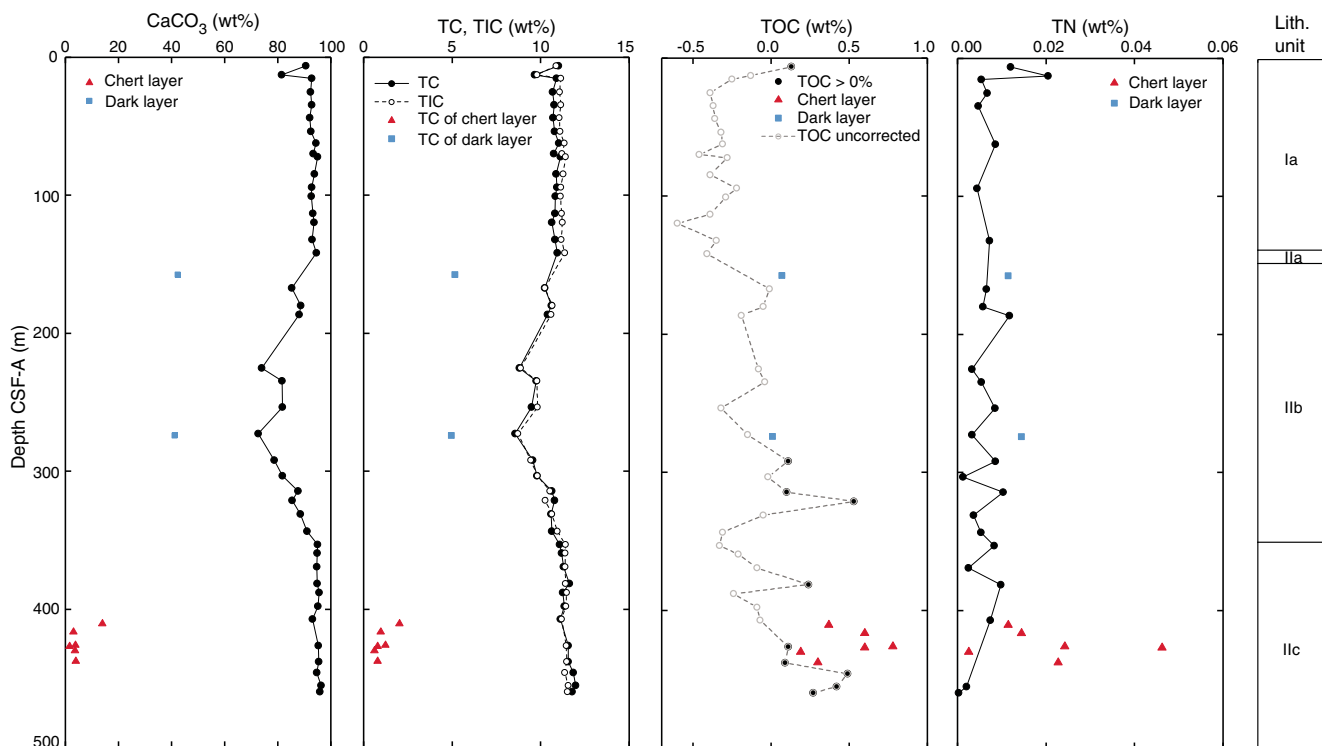 CaCO3 (wt%)
0 20 40 60 80 100
Chert layer
Dark layer
TC, TIC (wt%)
0 5 10 15
TC
TIC
TC of chert layer
TC of dark layer
TOC (wt%)
−0.5 0.0 0.5 1.0
TOC > 0%
Chert layer
Dark layer
TOC uncorrected
TN (wt%)
0.00 0.02 0.04 0.06
Chert layer
Dark layer
Lith.
unit
Ia
IIa
IIb
IIc
Depth CSF-A (m)
0
100
200
300
400
500